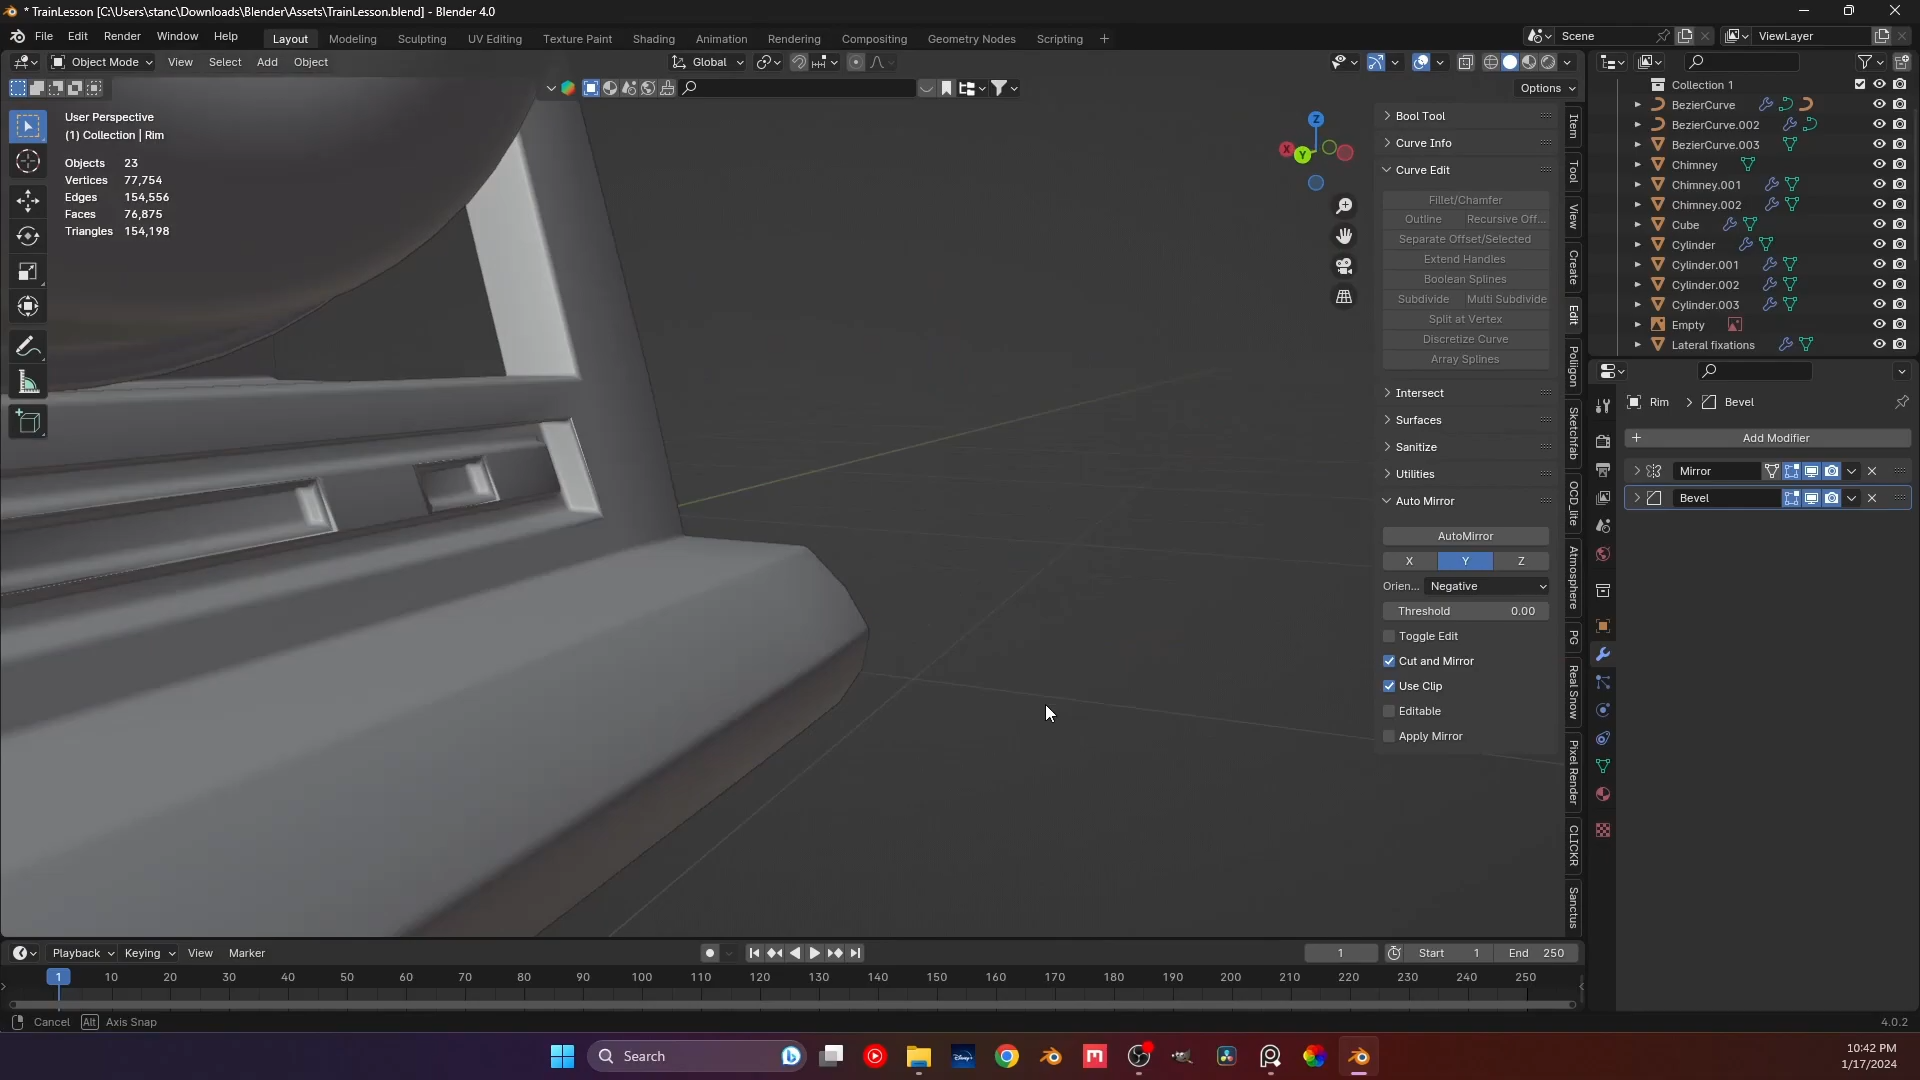 * TrainLesson [C:\Users\stanc\Downloads\Blender\Assets\TrainLesson.blend] - Blender 4.0
File Edit Render Window Help
Layout Modeling Sculpting UV Editing Texture Paint Shading Animation Rendering Compositing Geometry Nodes Scripting +
Scene
ViewLayer
Object Mode View Select Add Object
Global
Options
User Perspective
(1) Collection | Rim
Objects 23
Vertices 77,754
Edges 154,556
Faces 76,875
Triangles 154,198
Z
X
Y
Bool Tool
Curve Info
Curve Edit
Fillet/Chamfer
Outline Recursive Off...
Separate Offset/Selected
Extend Handles
Boolean Splines
Subdivide Multi Subdivide
Split at Vertex
Discretize Curve
Array Splines
Intersect
Surfaces
Sanitize
Utilities
Auto Mirror
AutoMirror
X Y Z
Orien... Negative
Threshold 0.00
Toggle Edit
Cut and Mirror
Use Clip
Editable
Apply Mirror
Item
Tool
View
Create
Edit
Poliigon
Sketchfab
OCD_lite
Atmosphere
PG
Real Snow
Pixel Render
CLICKR
Sanctus
Collection 1
BezierCurve
BezierCurve.002
BezierCurve.003
Chimney
Chimney.001
Chimney.002
Cube
Cylinder
Cylinder.001
Cylinder.002
Cylinder.003
Empty
Lateral fixations
Rim > Bevel
+ Add Modifier
Mirror
Bevel
Playback Keying View Marker
1
Start 1 End 250
1 10 20 30 40 50 60 70 80 90 100 110 120 130 140 150 160 170 180 190 200 210 220 230 240 250
Cancel Alt Axis Snap
4.0.2
Search
Disney+
10:42 PM
1/17/2024